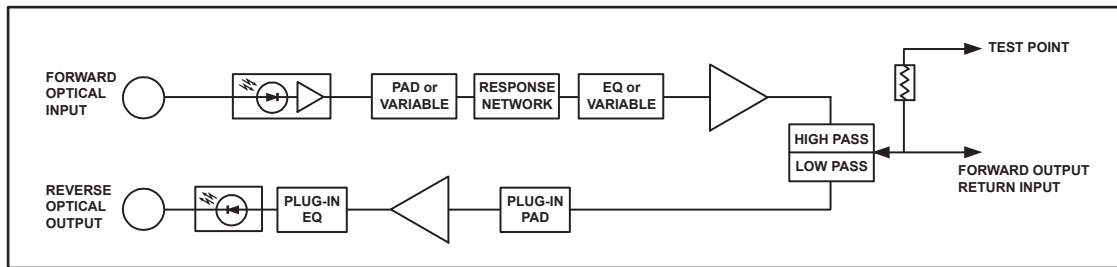 FORWARD
OPTICAL
INPUT
PAD or
VARIABLE
RESPONSE
NETWORK
EQ or
VARIABLE
HIGH PASS
LOW PASS
TEST POINT
FORWARD OUTPUT
RETURN INPUT
REVERSE
OPTICAL
OUTPUT
PLUG-IN
EQ
PLUG-IN
PAD